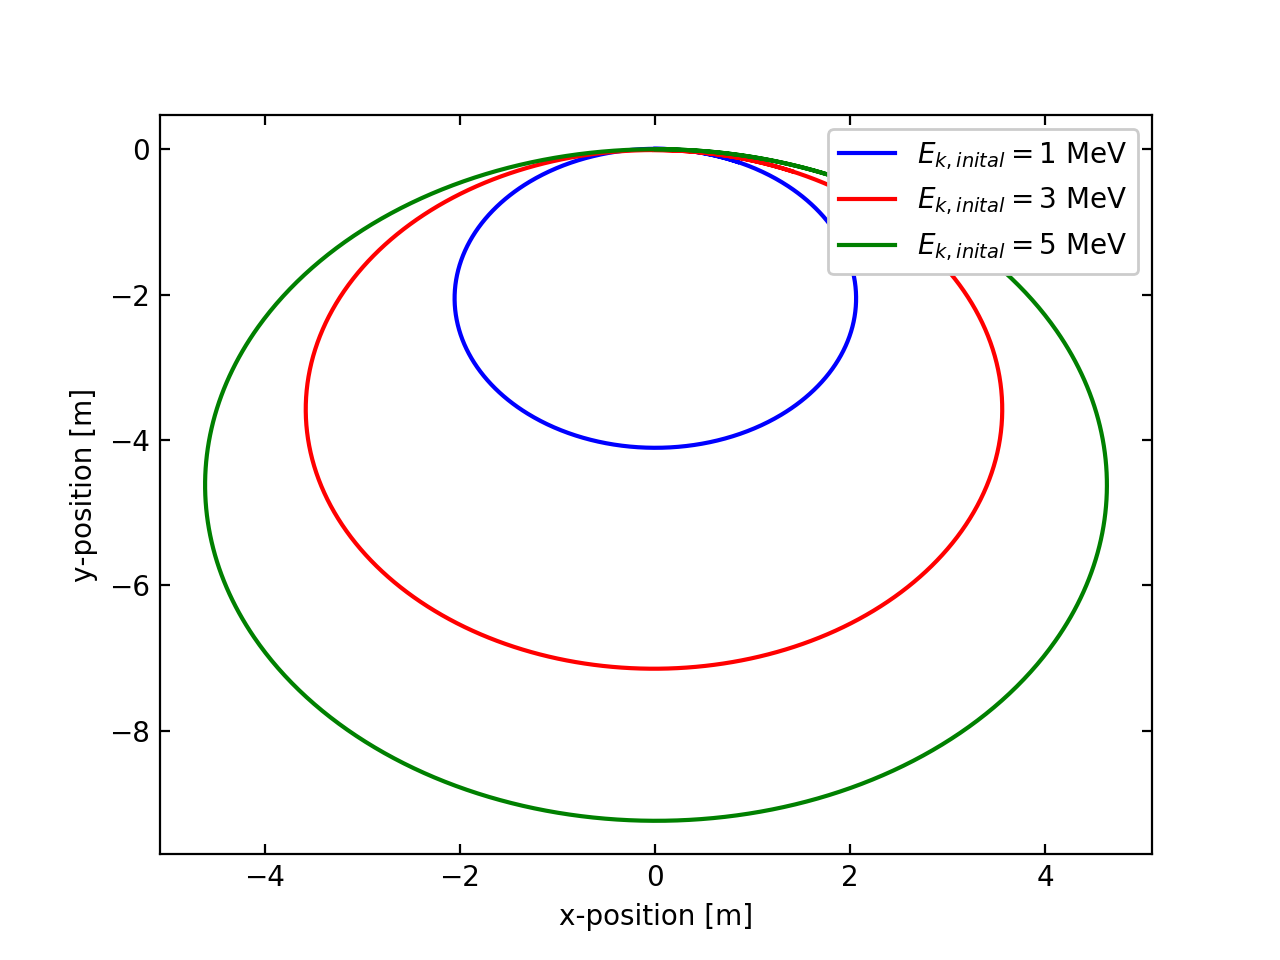 E_{k,inital} = 1 MeV
E_{k,inital} = 3 MeV
E_{k,inital} = 5 MeV
0
−2
−4
−6
−8
y-position [m]
−4 −2 0 2 4
x-position [m]